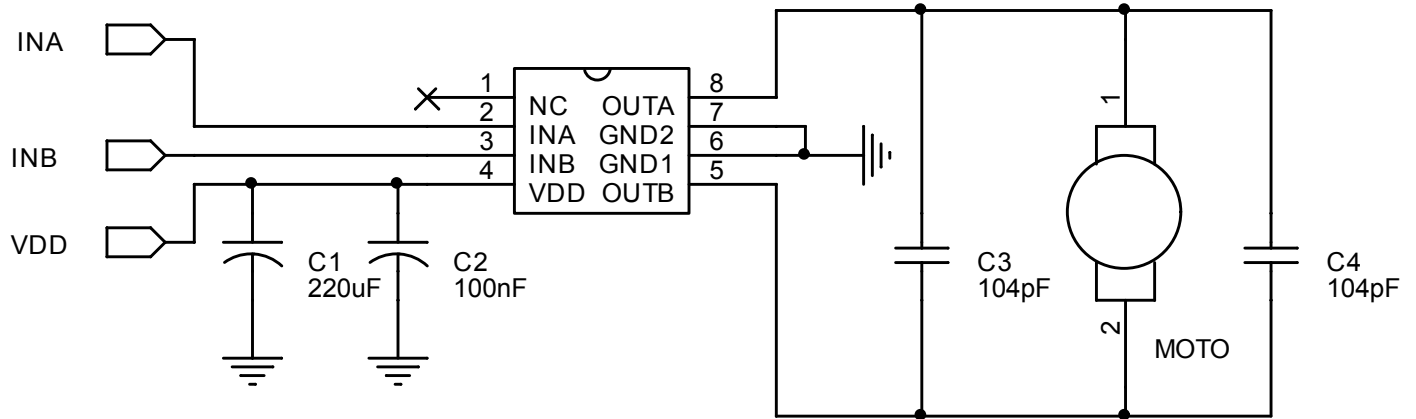 INA
INB
VDD
1
2
3
4
NC OUTA
INA GND2
INB GND1
VDD OUTB
8
7
6
5
C1
220uF
C2
100nF
C3
104pF
1
2
MOTO
C4
104pF